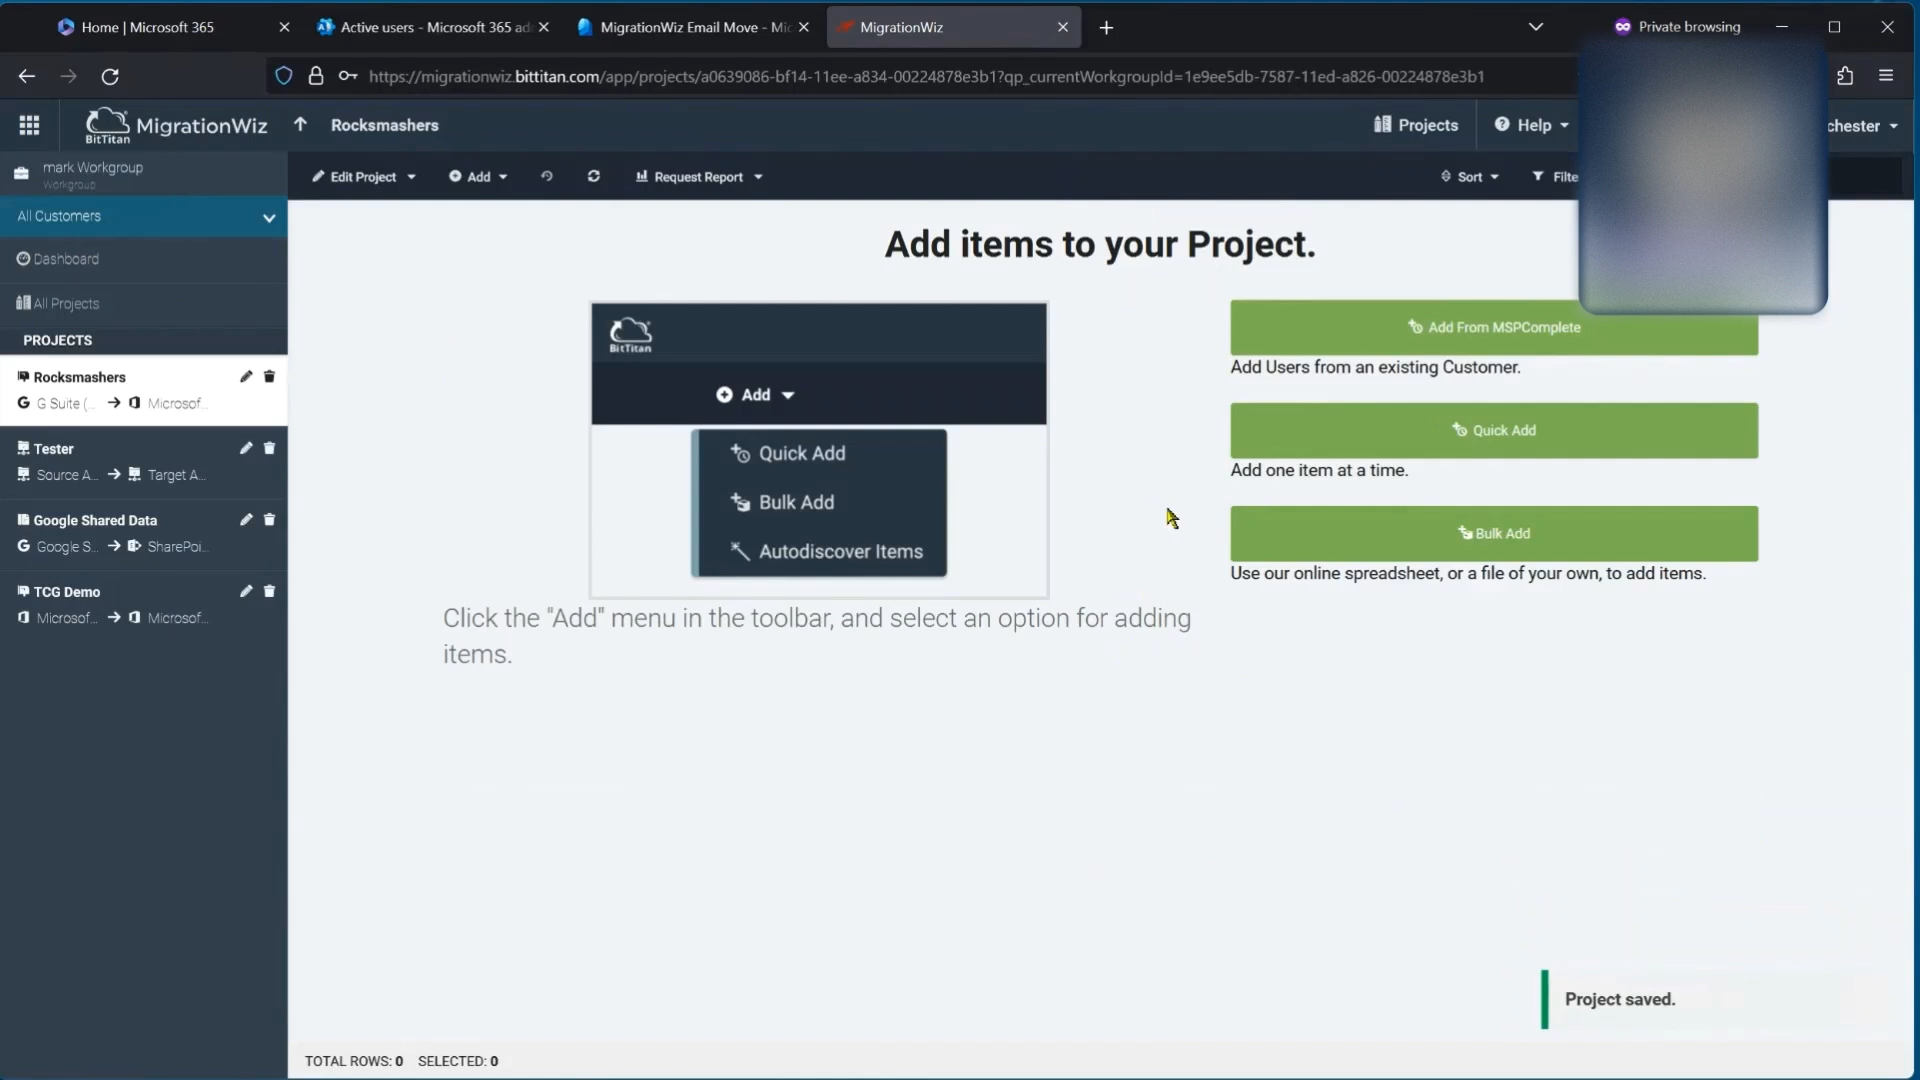 Home | Microsoft 365
Active users - Microsoft 365 ad
MigrationWiz Email Move - Mic
MigrationWiz
Private browsing
https://migrationwiz.bittitan.com/app/projects/a0639086-bf14-11ee-a834-00224878e3b1?qp_currentWorkgroupId=1e9ee5db-7587-11ed-a826-00224878e3b1
BitTitan MigrationWiz
Rocksmashers
Projects
Help
chester
mark Workgroup
Workgroup
Edit Project
Add
Request Report
Sort
Filte
All Customers
Dashboard
All Projects
PROJECTS
Rocksmashers
G Suite (... → Microsof...
Tester
Source A... → Target A...
Google Shared Data
Google S... → SharePoi...
TCG Demo
Microsof... → Microsof...
Add items to your Project.
BitTitan
Add
Quick Add
Bulk Add
Autodiscover Items
Click the "Add" menu in the toolbar, and select an option for adding
items.
Add From MSPComplete
Add Users from an existing Customer.
Quick Add
Add one item at a time.
Bulk Add
Use our online spreadsheet, or a file of your own, to add items.
Project saved.
TOTAL ROWS: 0 SELECTED: 0